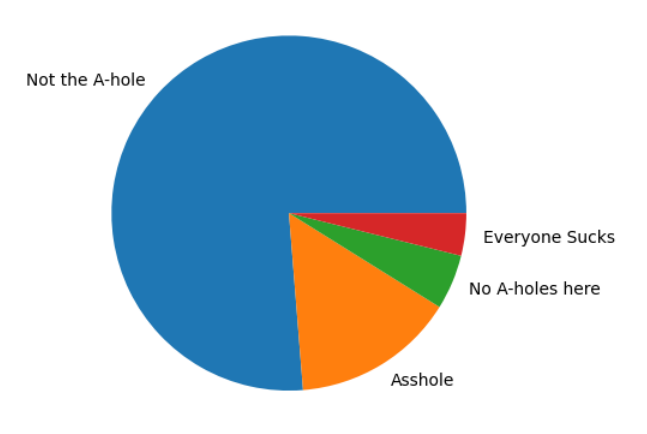 Not the A-hole
Everyone Sucks
No A-holes here
Asshole